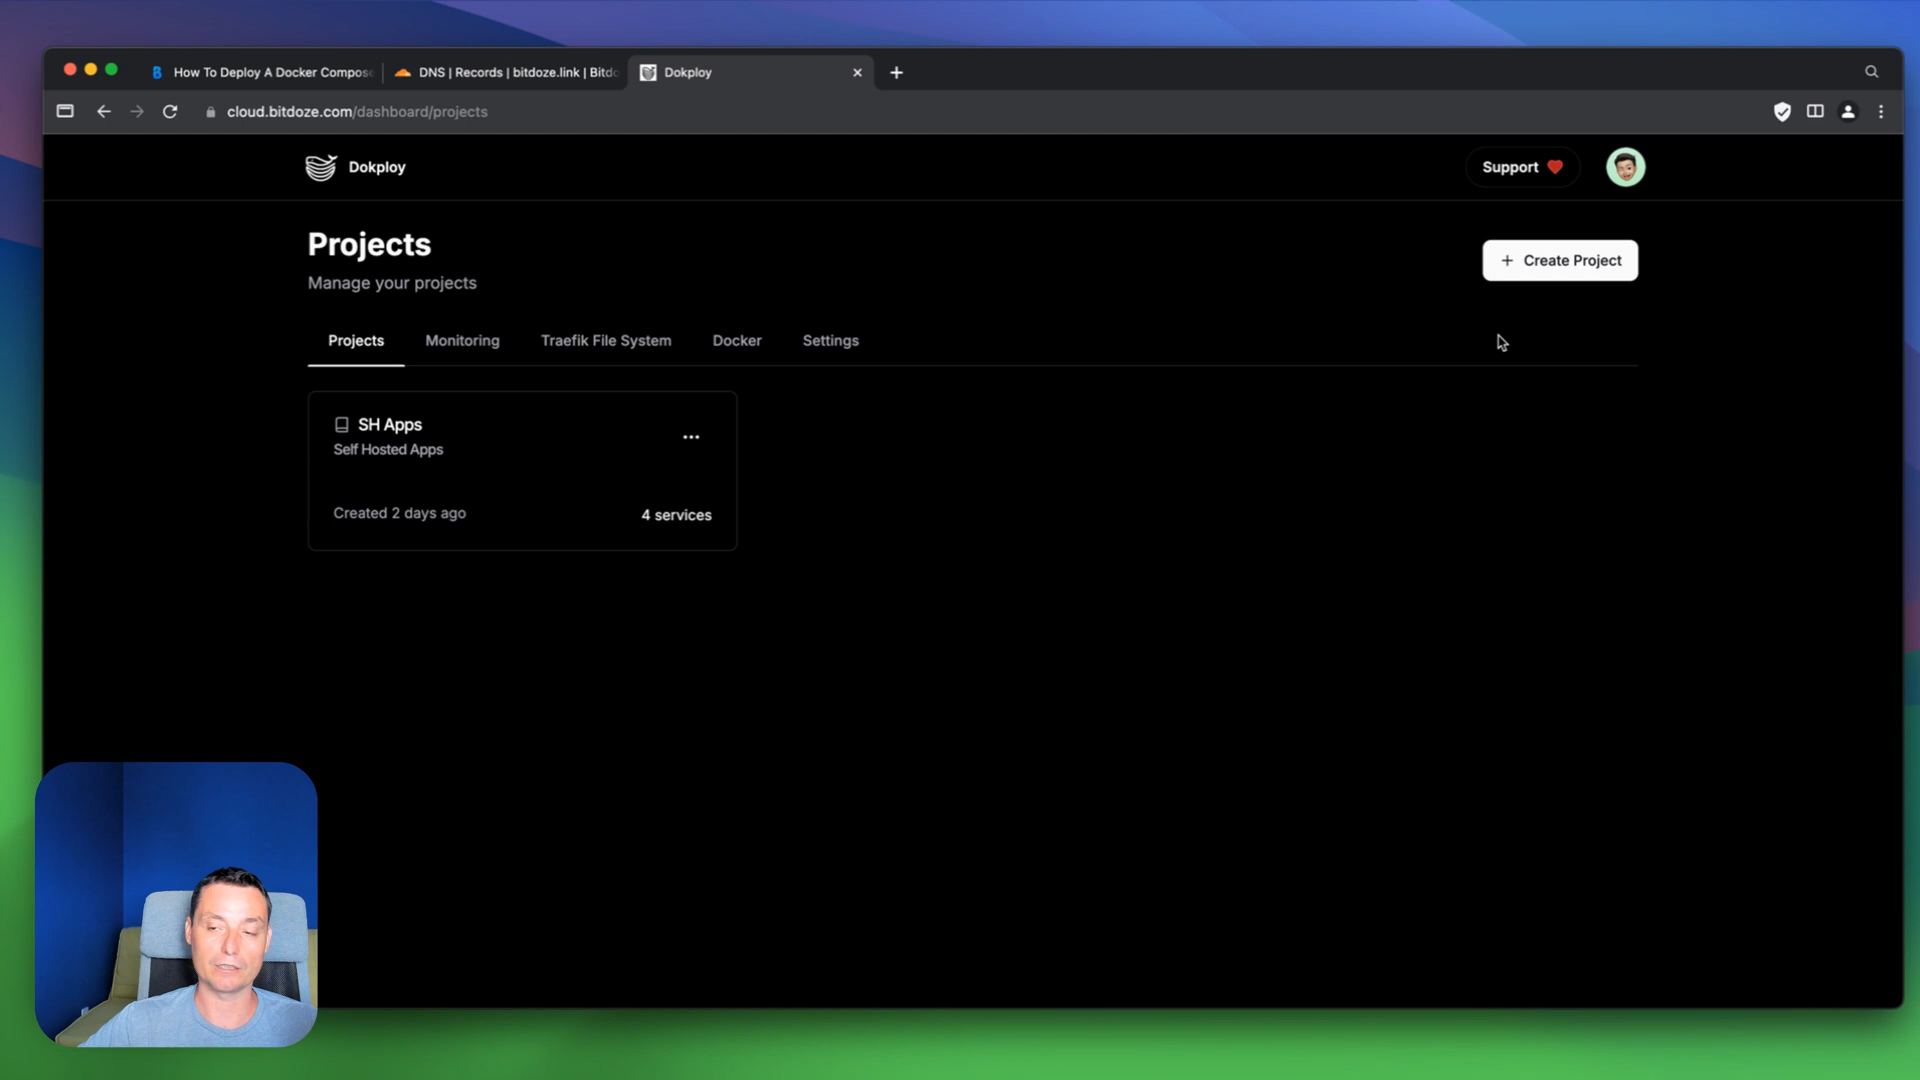 How To Deploy A Docker Compose
DNS | Records | bitdoze.link | Bitdo
Dokploy
cloud.bitdoze.com/dashboard/projects
Dokploy
Support
Projects
Manage your projects
+ Create Project
Projects
Monitoring
Traefik File System
Docker
Settings
SH Apps
Self Hosted Apps
Created 2 days ago
4 services